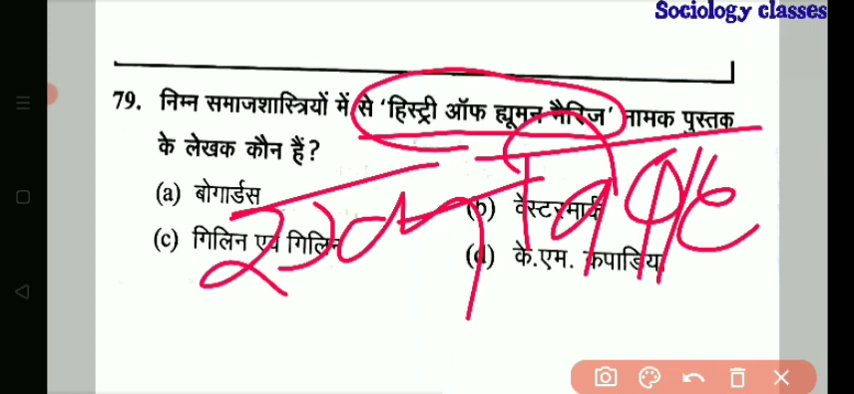 Sociology classes
79. निम्न समाजशास्त्रियों में से 'हिस्ट्री ऑफ ह्यूमन मैरिज' नामक पुस्तक
के लेखक कौन हैं?
(a) बोगार्डस (b) वेस्टरमार्क
(c) गिलिन एवं गिलिन (d) के.एम. कपाडिया